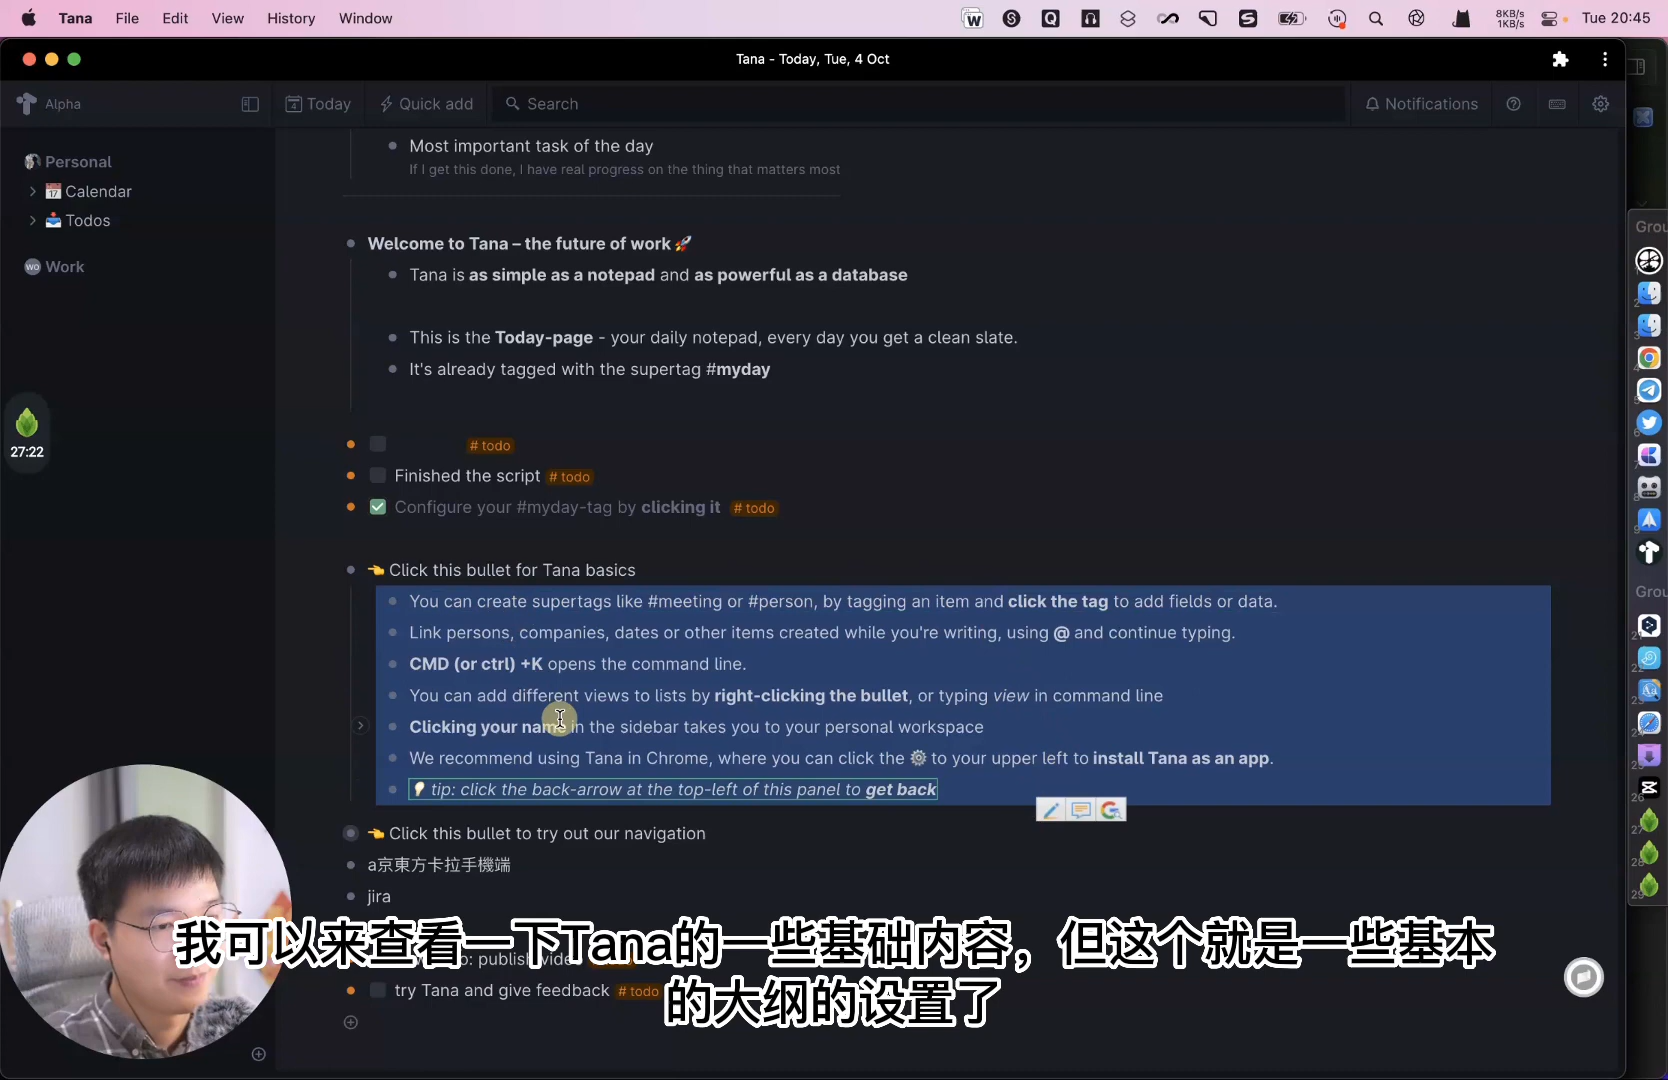 Tana File Edit View History Window 8KB/s Tue 20:45
1KB/s
Tana - Today, Tue, 4 Oct
Alpha Today Quick add Search Notifications
Personal
Calendar
Todos
Work
27:22
Most important task of the day
If I get this done, I have real progress on the thing that matters most
Welcome to Tana – the future of work 🚀
Tana is as simple as a notepad and as powerful as a database
This is the Today-page - your daily notepad, every day you get a clean slate.
It's already tagged with the supertag #myday
# todo
Finished the script # todo
Configure your #myday-tag by clicking it # todo
👈 Click this bullet for Tana basics
You can create supertags like #meeting or #person, by tagging an item and click the tag to add fields or data.
Link persons, companies, dates or other items created while you're writing, using @ and continue typing.
CMD (or ctrl) +K opens the command line.
You can add different views to lists by right-clicking the bullet, or typing view in command line
Clicking your name in the sidebar takes you to your personal workspace
We recommend using Tana in Chrome, where you can click the ⚙️ to your upper left to install Tana as an app.
💡 tip: click the back-arrow at the top-left of this panel to get back
👈 Click this bullet to try out our navigation
a京東方卡拉手機端
jira
publish video
try Tana and give feedback # todo
我可以来查看一下Tana的一些基础内容，但这个就是一些基本
的大纲的设置了
Grou
Grou